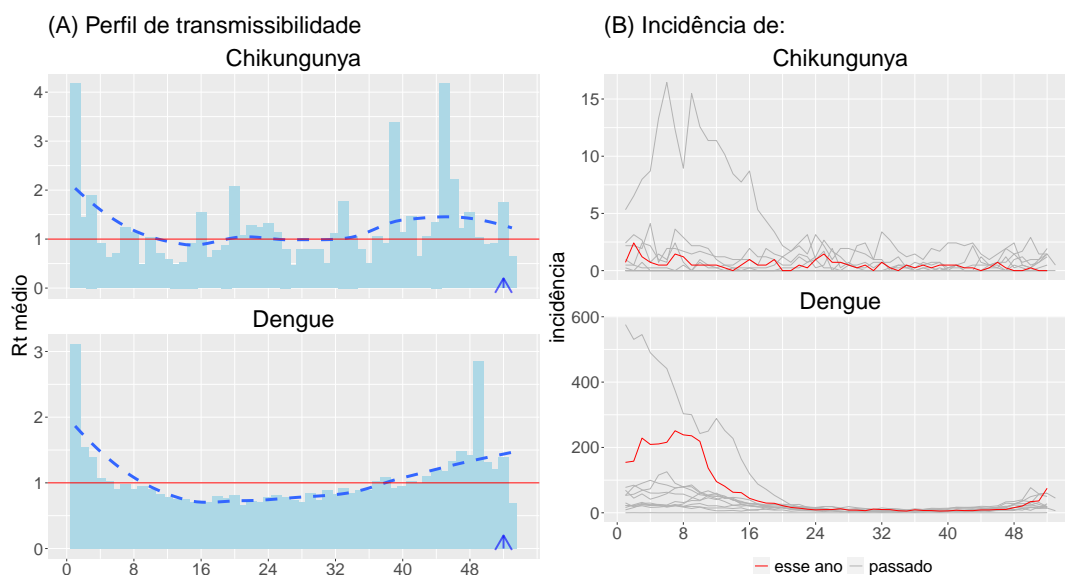 (A) Perfil de transmissibilidade
Chikungunya
4
3
2
1
0
Dengue
3
2
1
0
0 8 16 24 32 40 48
Rt médio
(B) Incidência de:
Chikungunya
15
10
5
0
Dengue
600
400
200
0
0 8 16 24 32 40 48
incidência
esse ano passado